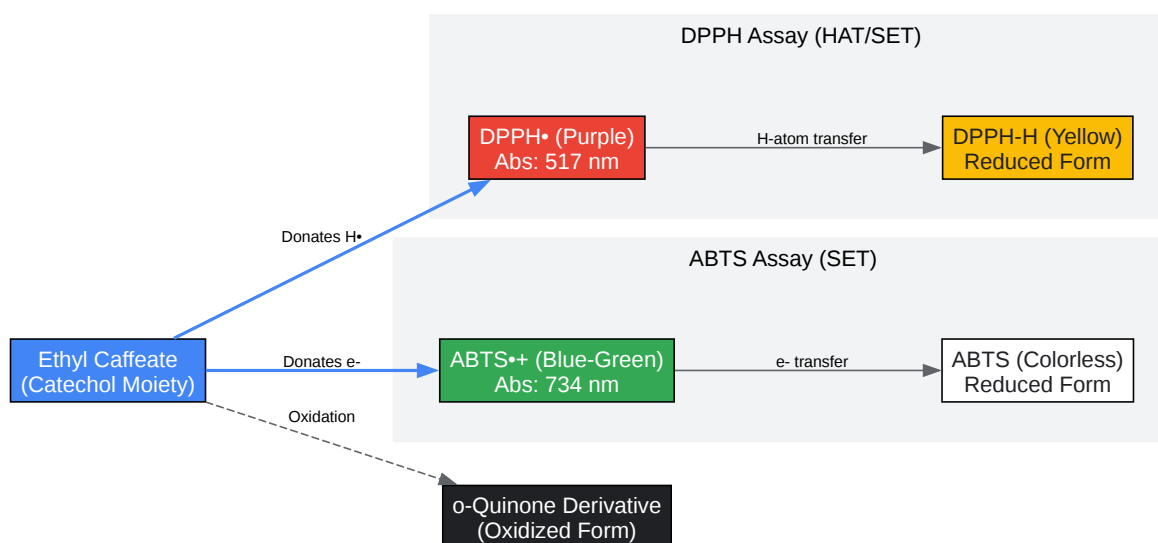 DPPH Assay (HAT/SET)
DPPH• (Purple)
Abs: 517 nm
H-atom transfer
DPPH-H (Yellow)
Reduced Form
Donates H•
ABTS Assay (SET)
Ethyl Caffeate
(Catechol Moiety)
Donates e-
ABTS•+ (Blue-Green)
Abs: 734 nm
e- transfer
ABTS (Colorless)
Reduced Form
Oxidation
o-Quinone Derivative
(Oxidized Form)